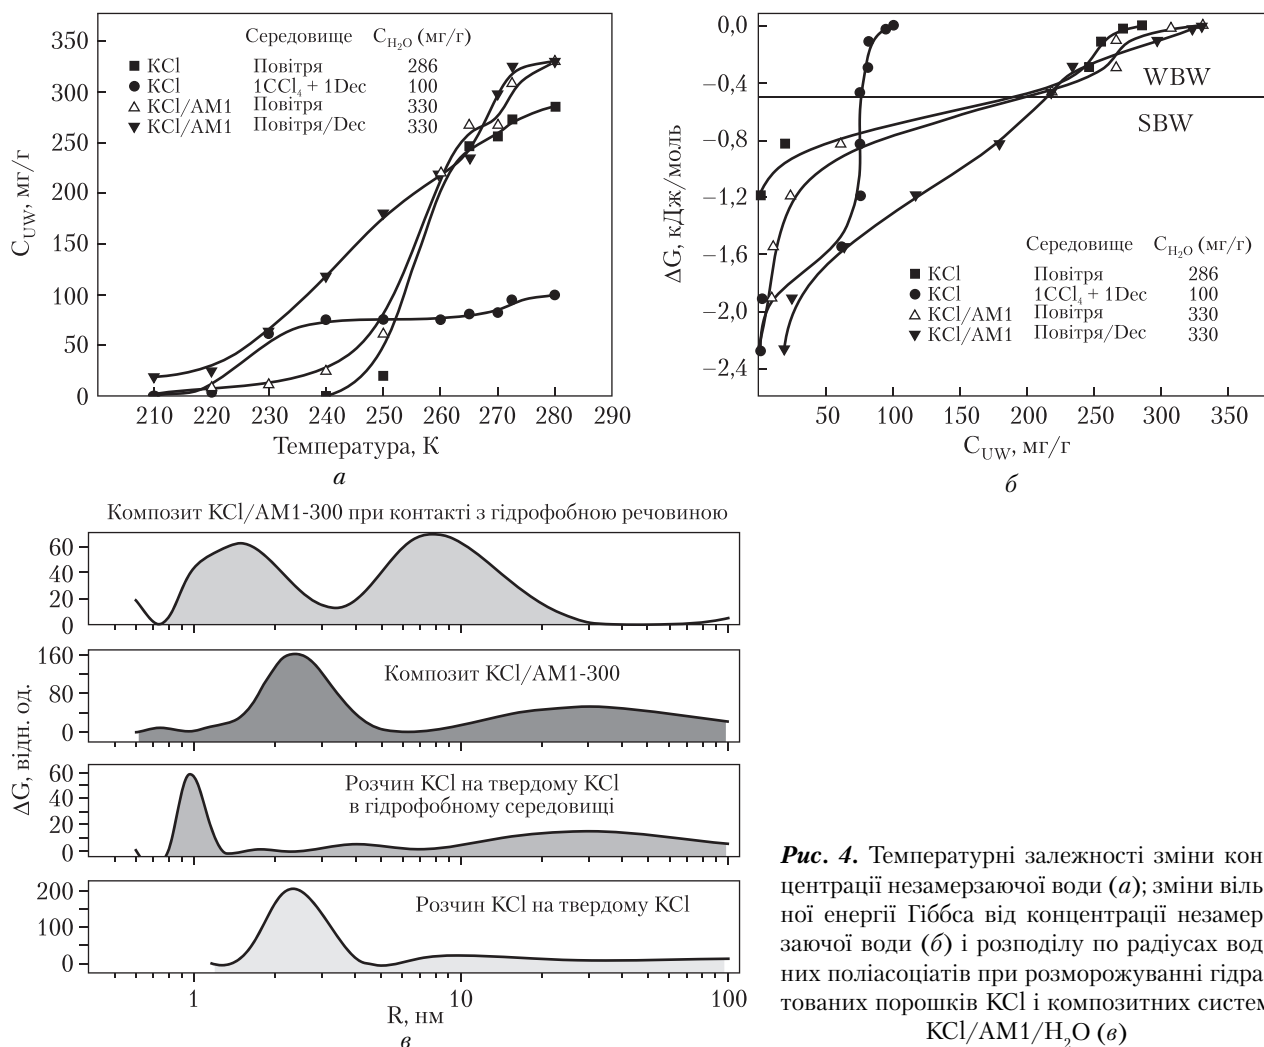 350
300
250
200
150
100
50
0
C_UW, мг/г
Середовище C_H₂O (мг/г)
KCl Повітря 286
KCl 1CCl₄ + 1Dec 100
KCl/AM1 Повітря 330
KCl/AM1 Повітря/Dec 330
210 220 230 240 250 260 270 280 290
Температура, К
а
0,0
−0,4
−0,8
−1,2
−1,6
−2,0
−2,4
ΔG, кДж/моль
WBW
SBW
Середовище C_H₂O (мг/г)
KCl Повітря 286
KCl 1CCl₄ + 1Dec 100
KCl/AM1 Повітря 330
KCl/AM1 Повітря/Dec 330
50 100 150 200 250 300 350
C_UW, мг/г
б
Композит KCl/AM1-300 при контакті з гідрофобною речовиною
60
40
20
0
Композит KCl/AM1-300
160
80
0
Розчин KCl на твердому KCl
в гідрофобному середовищі
60
40
20
0
Розчин KCl на твердому KCl
200
100
0
ΔG, відн. од.
1 10 100
R, нм
в
Рис. 4. Температурні залежності зміни кон-
центрації незамерзаючої води (а); зміни віль-
ної енергії Гіббса від концентрації незамер-
заючої води (б) і розподілу по радіусах вод-
них поліасоціатів при розморожуванні гідра-
тованих порошків KCl і композитних систем
KCl/AM1/H₂O (в)